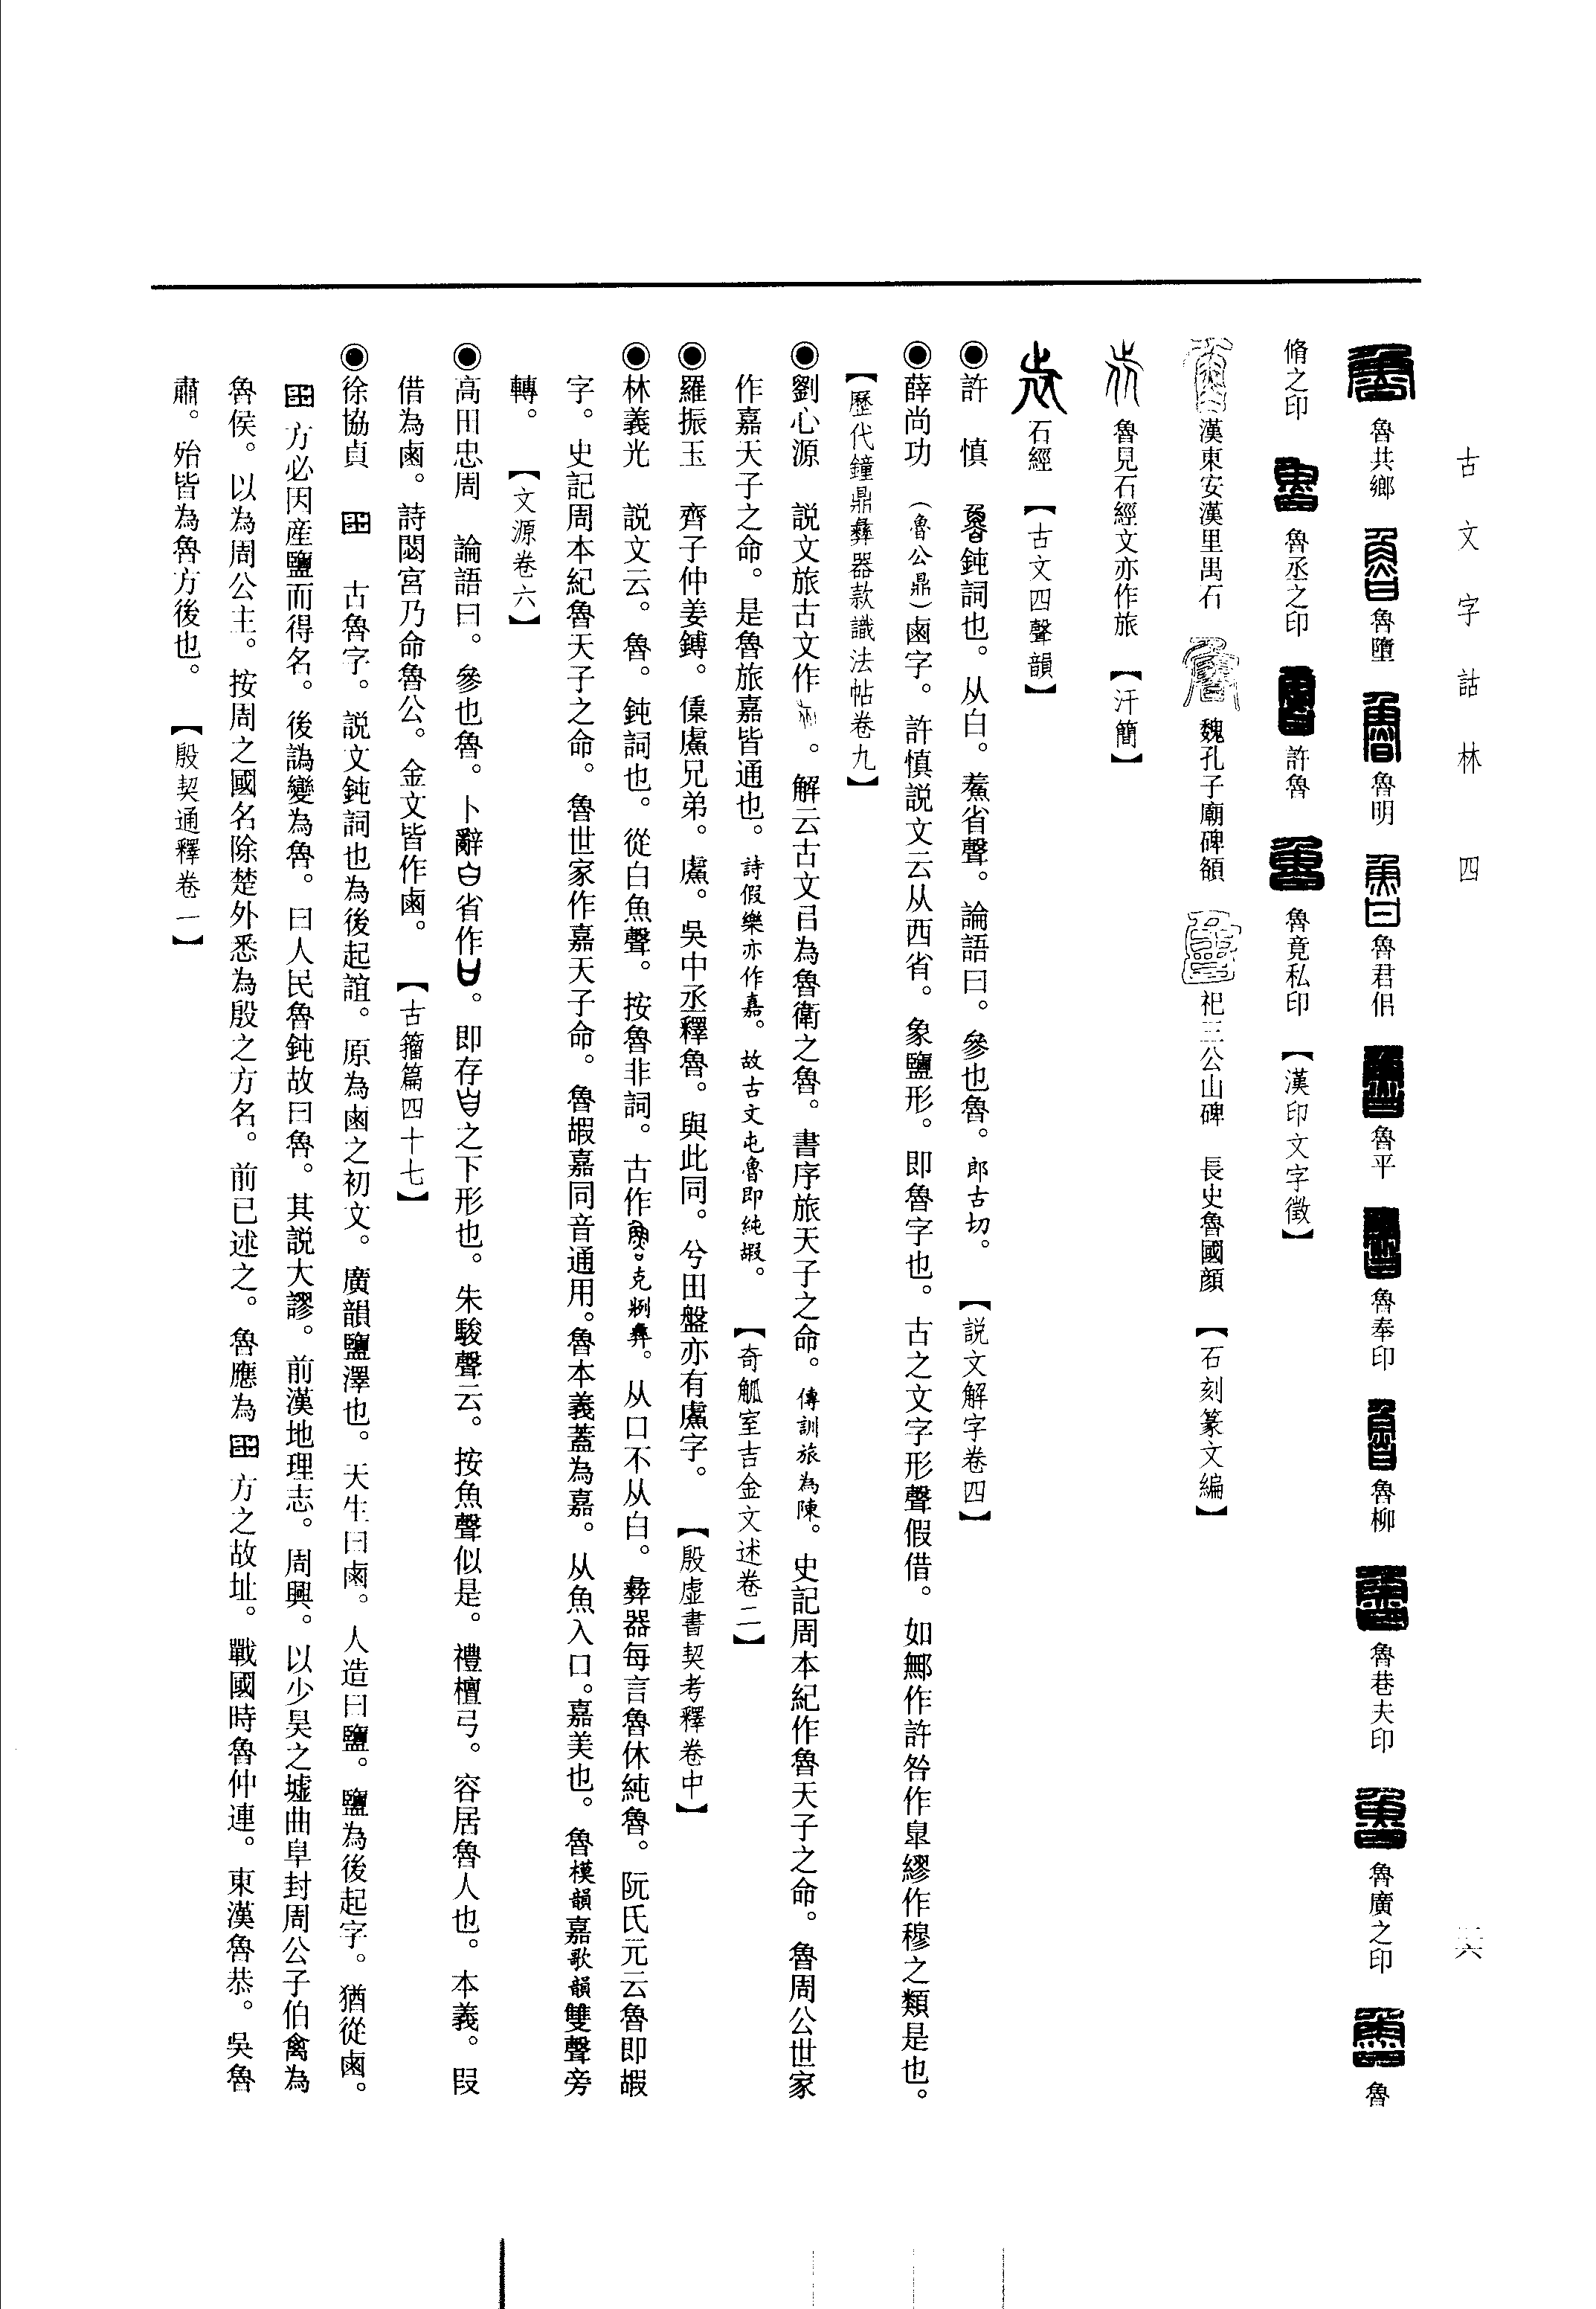 古文字詁林 四
魯共鄉 魯墮 魯明 魯君佀 魯平 魯奉印 魯柳 魯巷夫印 魯廣之印 魯
脩之印 魯丞之印 許魯 魯竟私印 【漢印文字徵】
漢東安漢里禺石 魏孔子廟碑額 祀三公山碑 長史魯國顏 【石刻篆文編】
魯見石經文亦作旅 【汗簡】
石經 【古文四聲韻】
◉許 慎 鈍詞也。从白。鮺省聲。論語曰。參也魯。郎古切。 【説文解字卷四】
◉薛尚功 （魯公鼎）鹵字。許慎説文云从西省。象鹽形。即魯字也。古之文字形聲假借。如鄦作許咎作臯繆作穆之類是也。
【歷代鐘鼎彝器款識法帖卷九】
◉劉心源 説文旅古文作 。解云古文㠯為魯衛之魯。書序旅天子之命。傳訓旅為陳。史記周本紀作魯天子之命。魯周公世家
作嘉天子之命。是魯旅嘉皆通也。詩假樂亦作嘉。故古文屯魯即純嘏。 【奇觚室吉金文述卷二】
◉羅振玉 齊子仲姜鎛。 兄弟。 。吳中丞釋魯。與此同。兮田盤亦有 字。 【殷虛書契考釋卷中】
◉林義光 説文云。魯。鈍詞也。從白魚聲。按魯非詞。古作 克 彝。从口不从白。彝器每言魯休純魯。阮氏元云魯即嘏
字。史記周本紀魯天子之命。魯世家作嘉天子命。魯嘏嘉同音通用。魯本義蓋為嘉。从魚入口。嘉美也。魯模韻嘉歌韻雙聲旁
轉。 【文源卷六】
◉高田忠周 論語曰。參也魯。卜辭 省作 。即存 之下形也。朱駿聲云。按魚聲似是。禮檀弓。容居魯人也。本義。叚
借為鹵。詩閟宮乃命魯公。金文皆作鹵。 【古籀篇四十七】
◉徐協貞 古魯字。説文鈍詞也為後起誼。原為鹵之初文。廣韻鹽澤也。天生曰鹵。人造曰鹽。鹽為後起字。猶從鹵。
方必因産鹽而得名。後譌變為魯。曰人民魯鈍故曰魯。其説大謬。前漢地理志。周興。以少昊之墟曲阜封周公子伯禽為
魯侯。以為周公主。按周之國名除楚外悉為殷之方名。前已述之。魯應為 方之故址。戰國時魯仲連。東漢魯恭。吳魯
肅。殆皆為魯方後也。 【殷契通釋卷一】